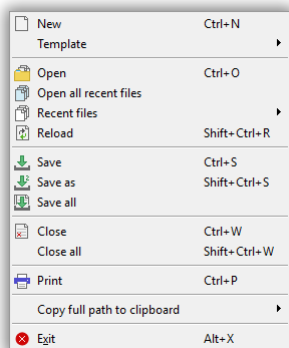 New Ctrl+N
Template
Open Ctrl+O
Open all recent files
Recent files
Reload Shift+Ctrl+R
Save Ctrl+S
Save as Shift+Ctrl+S
Save all
Close Ctrl+W
Close all Shift+Ctrl+W
Print Ctrl+P
Copy full path to clipboard
Exit Alt+X